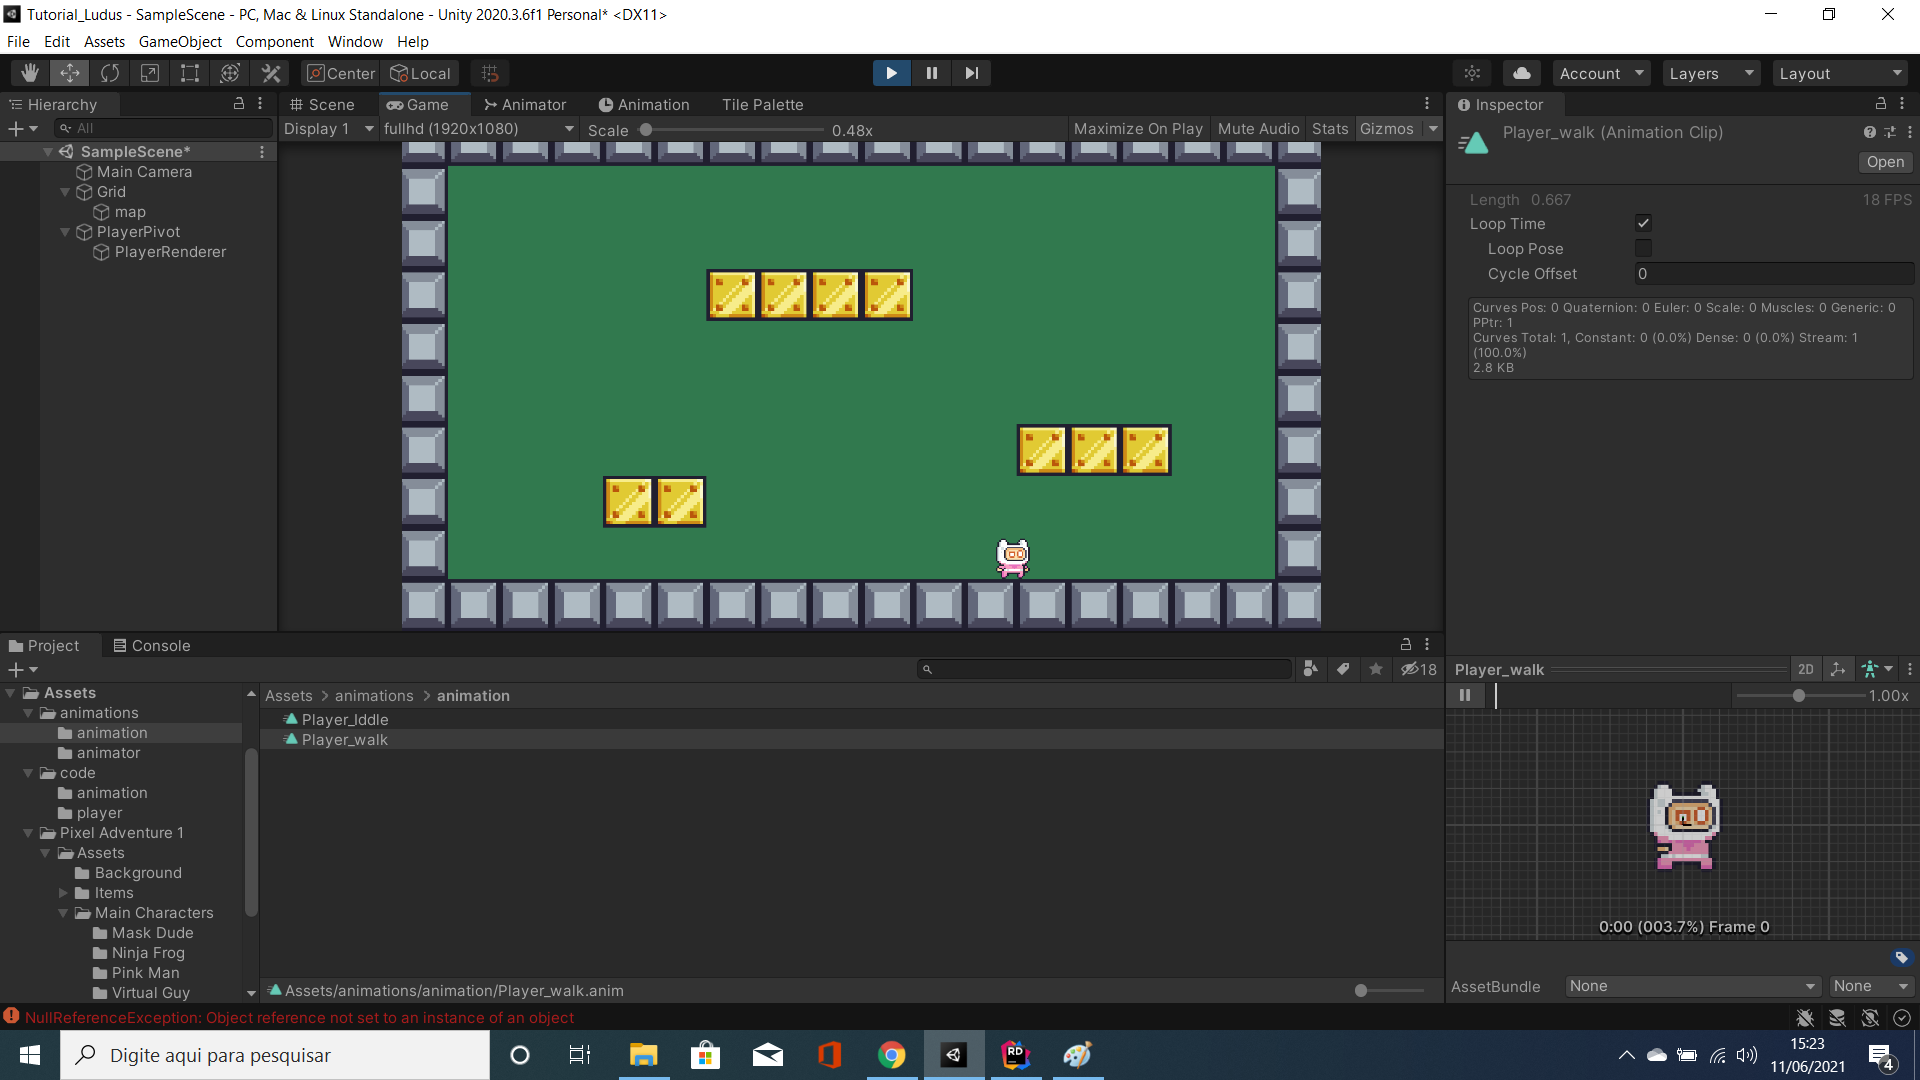 Tutorial_Ludus - SampleScene - PC, Mac & Linux Standalone - Unity 2020.3.6f1 Personal* <DX11>
File Edit Assets GameObject Component Window Help
Center Local Account Layers Layout
Hierarchy Scene Game Animator Animation Tile Palette Inspector
All Display 1 fullhd (1920x1080) Scale 0.48x Maximize On Play Mute Audio Stats Gizmos
Player_walk (Animation Clip)
Open
SampleScene*
Main Camera
Grid
map
PlayerPivot
PlayerRenderer
Length 0.667 18 FPS
Loop Time
Loop Pose
Cycle Offset 0
Curves Pos: 0 Quaternion: 0 Euler: 0 Scale: 0 Muscles: 0 Generic: 0
PPtr: 1
Curves Total: 1, Constant: 0 (0.0%) Dense: 0 (0.0%) Stream: 1
(100.0%)
2.8 KB
Project Console
18
Assets
animations
animation
animator
code
animation
player
Pixel Adventure 1
Assets
Background
Items
Main Characters
Mask Dude
Ninja Frog
Pink Man
Virtual Guy
Assets > animations > animation
Player_Iddle
Player_walk
Assets/animations/animation/Player_walk.anim
Player_walk 2D
1.00x
0:00 (003.7%) Frame 0
AssetBundle None None
NullReferenceException: Object reference not set to an instance of an object
Digite aqui para pesquisar
RD
15:23
11/06/2021
4